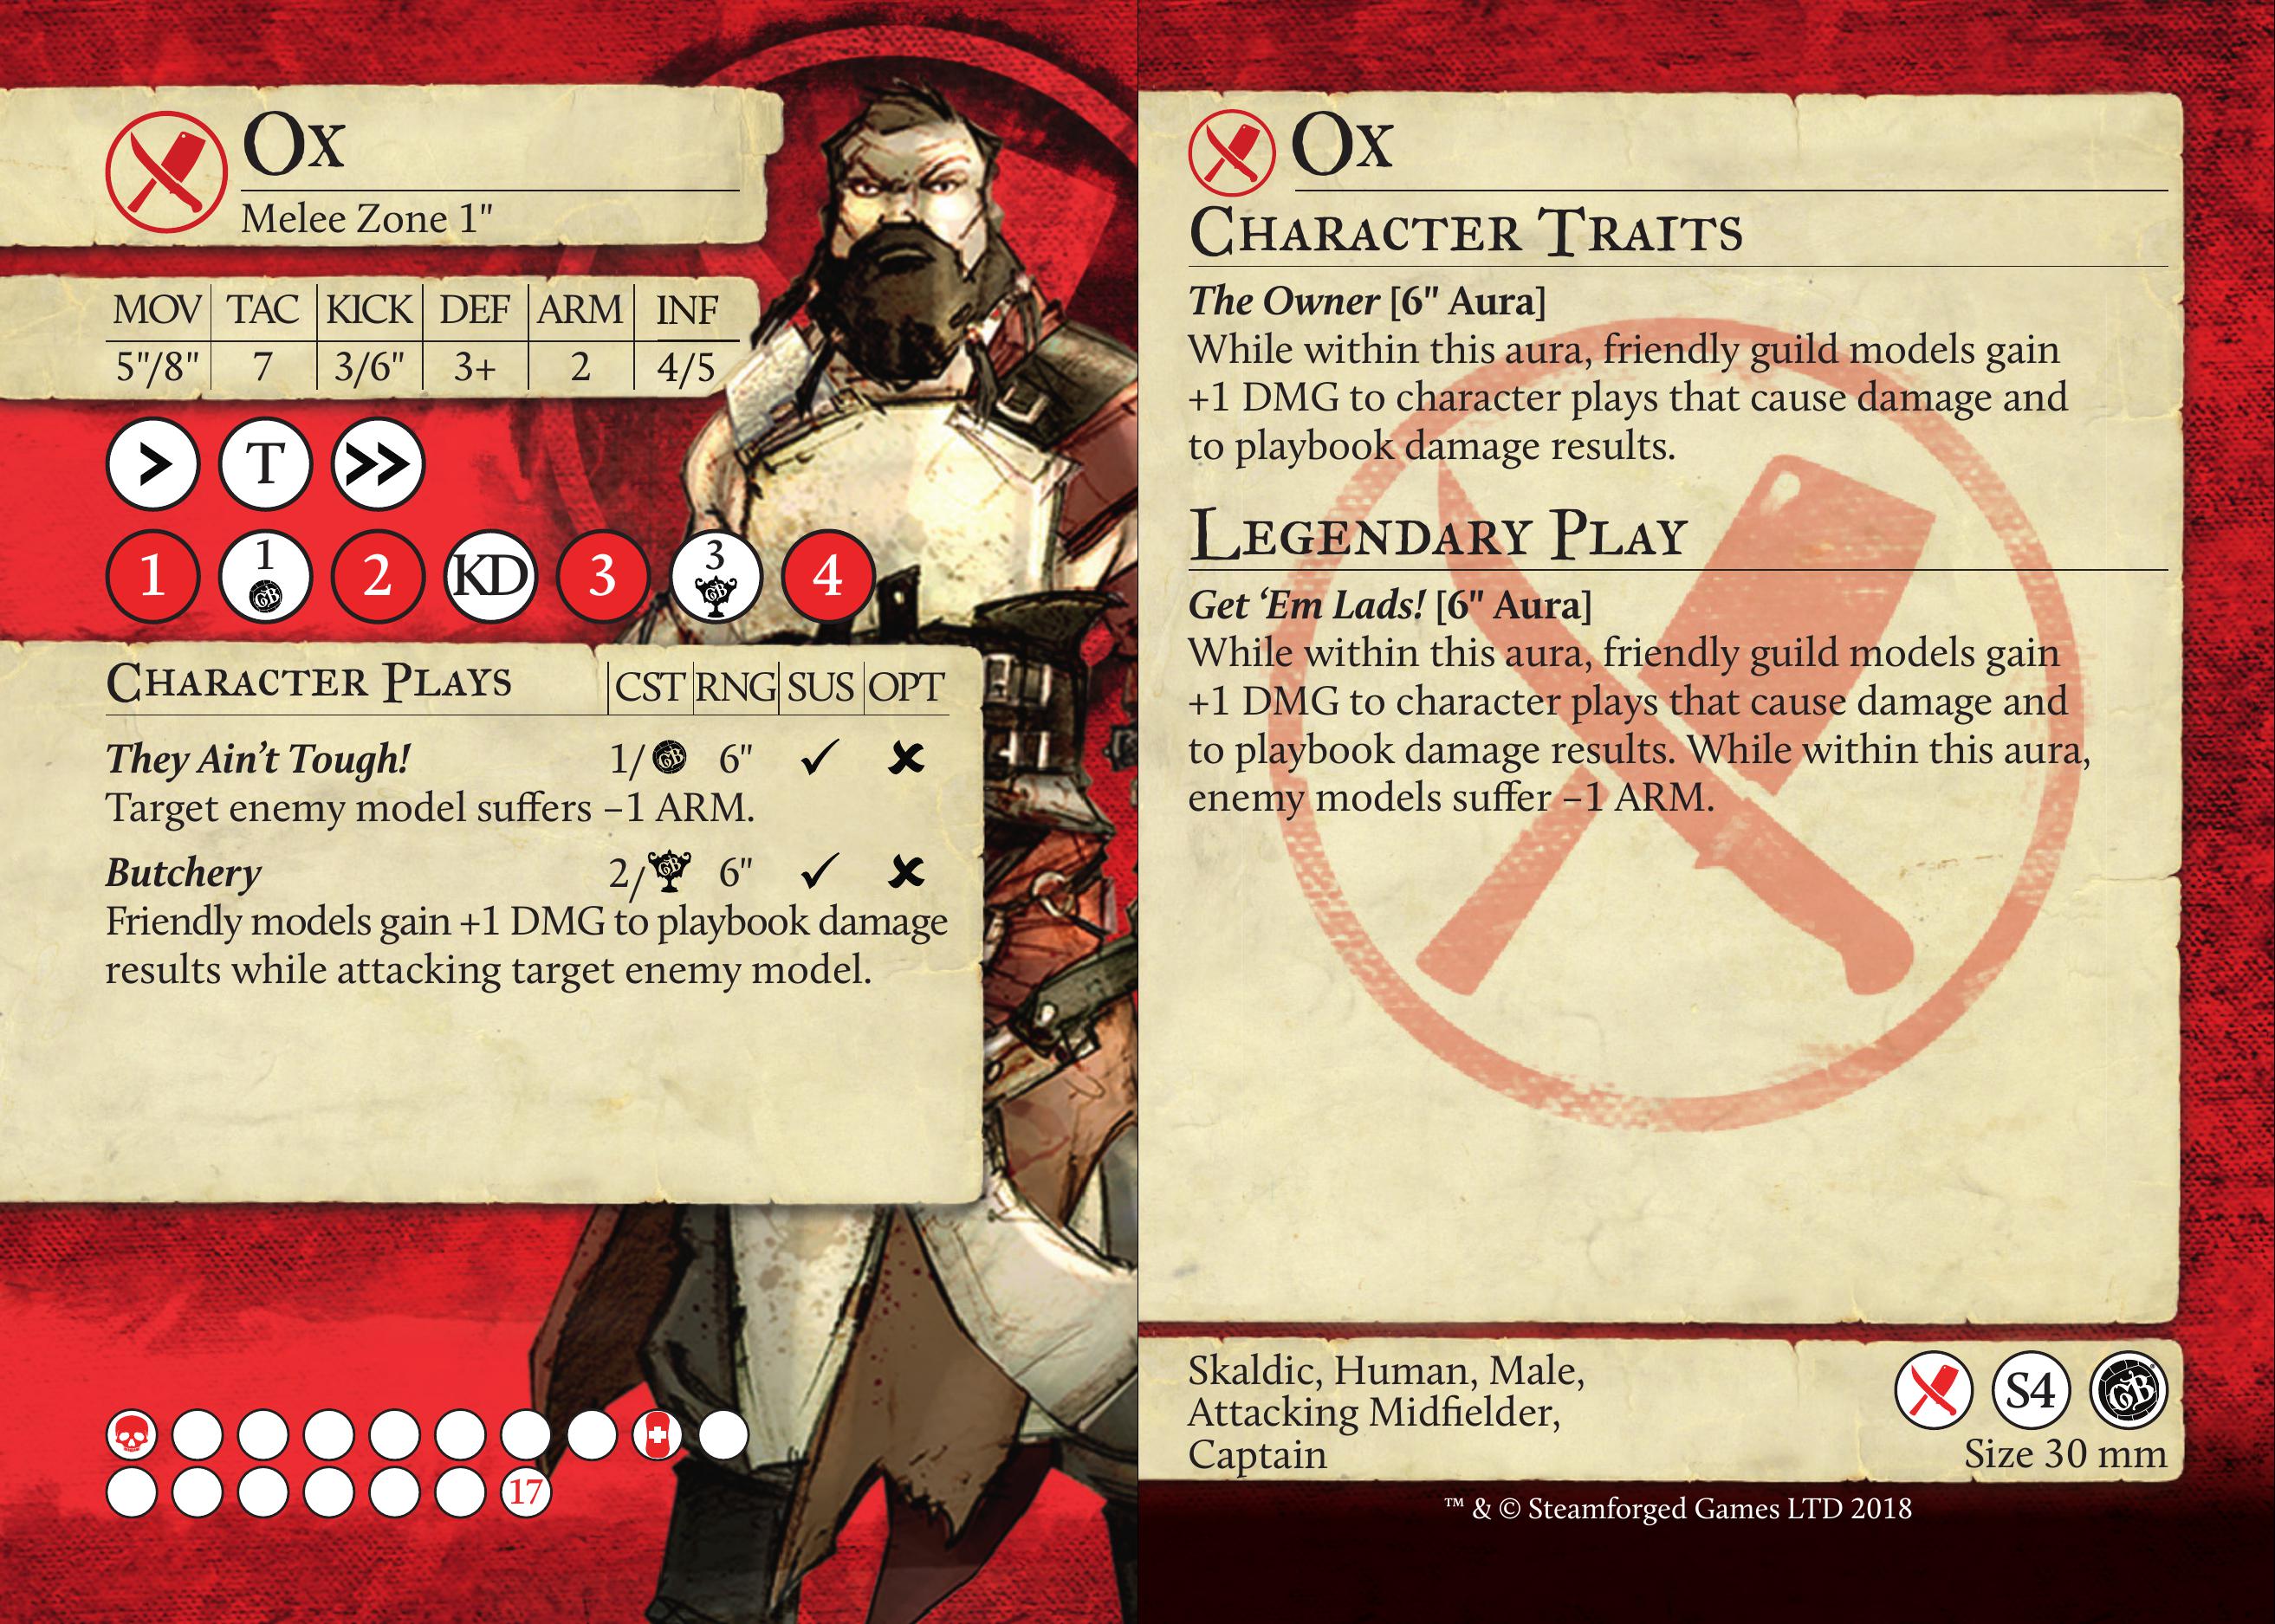 Ox
Melee Zone 1"
MOV TAC KICK DEF ARM INF
5"/8" 7 3/6" 3+ 2 4/5
> T >>
1 1 GB 2 KD 3 3 GB 4
Character Plays CST RNG SUS OPT
They Ain't Tough! 1/GB 6" ✓ ✘
Target enemy model suffers –1 ARM.
Butchery 2/GB 6" ✓ ✘
Friendly models gain +1 DMG to playbook damage
results while attacking target enemy model.
17
Ox
Character Traits
The Owner [6" Aura]
While within this aura, friendly guild models gain
+1 DMG to character plays that cause damage and
to playbook damage results.
Legendary Play
Get ‘Em Lads! [6" Aura]
While within this aura, friendly guild models gain
+1 DMG to character plays that cause damage and
to playbook damage results. While within this aura,
enemy models suffer –1 ARM.
Skaldic, Human, Male,
Attacking Midfielder,
Captain
S4 GB
Size 30 mm
™ & © Steamforged Games LTD 2018